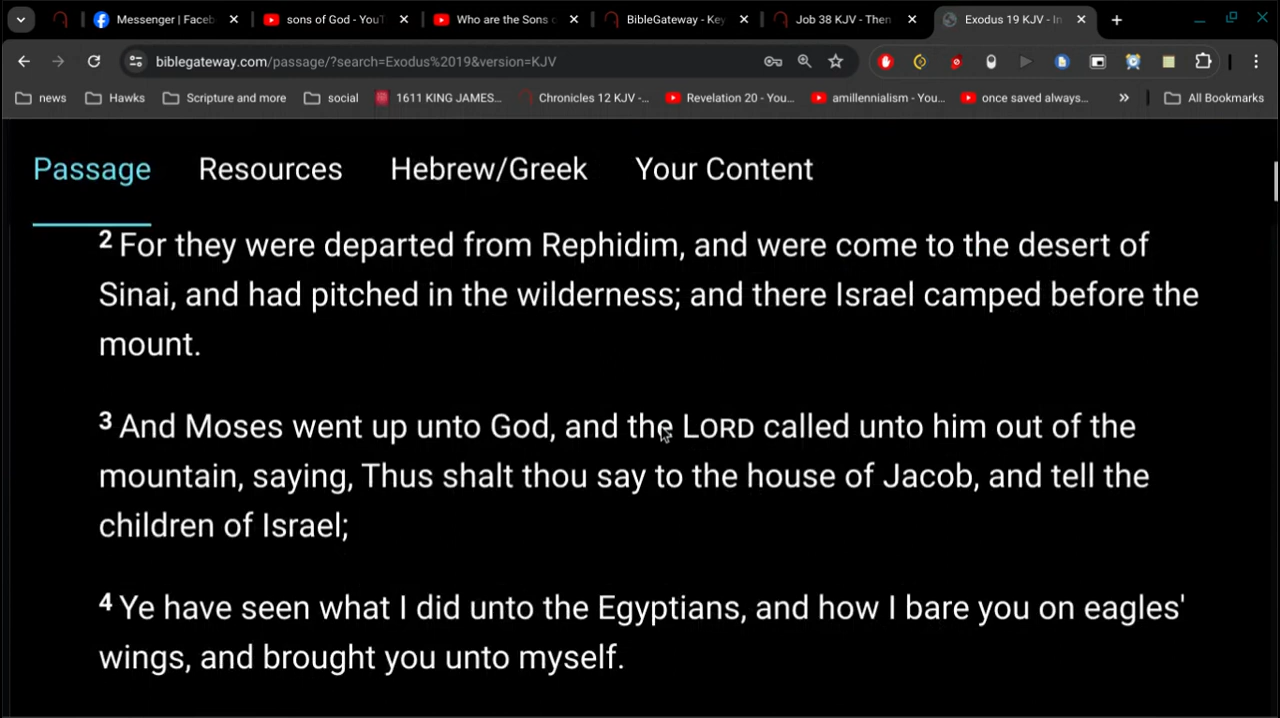 Messenger | Faceb
sons of God - YouT
Who are the Sons o
BibleGateway - Key
Job 38 KJV - Then
Exodus 19 KJV - In
biblegateway.com/passage/?search=Exodus%2019&version=KJV
news
Hawks
Scripture and more
social
1611 KING JAMES...
Chronicles 12 KJV -...
Revelation 20 - You...
amillennialism - You...
once saved always...
All Bookmarks
Passage
Resources
Hebrew/Greek
Your Content
2 For they were departed from Rephidim, and were come to the desert of
Sinai, and had pitched in the wilderness; and there Israel camped before the
mount.
3 And Moses went up unto God, and the LORD called unto him out of the
mountain, saying, Thus shalt thou say to the house of Jacob, and tell the
children of Israel;
4 Ye have seen what I did unto the Egyptians, and how I bare you on eagles'
wings, and brought you unto myself.